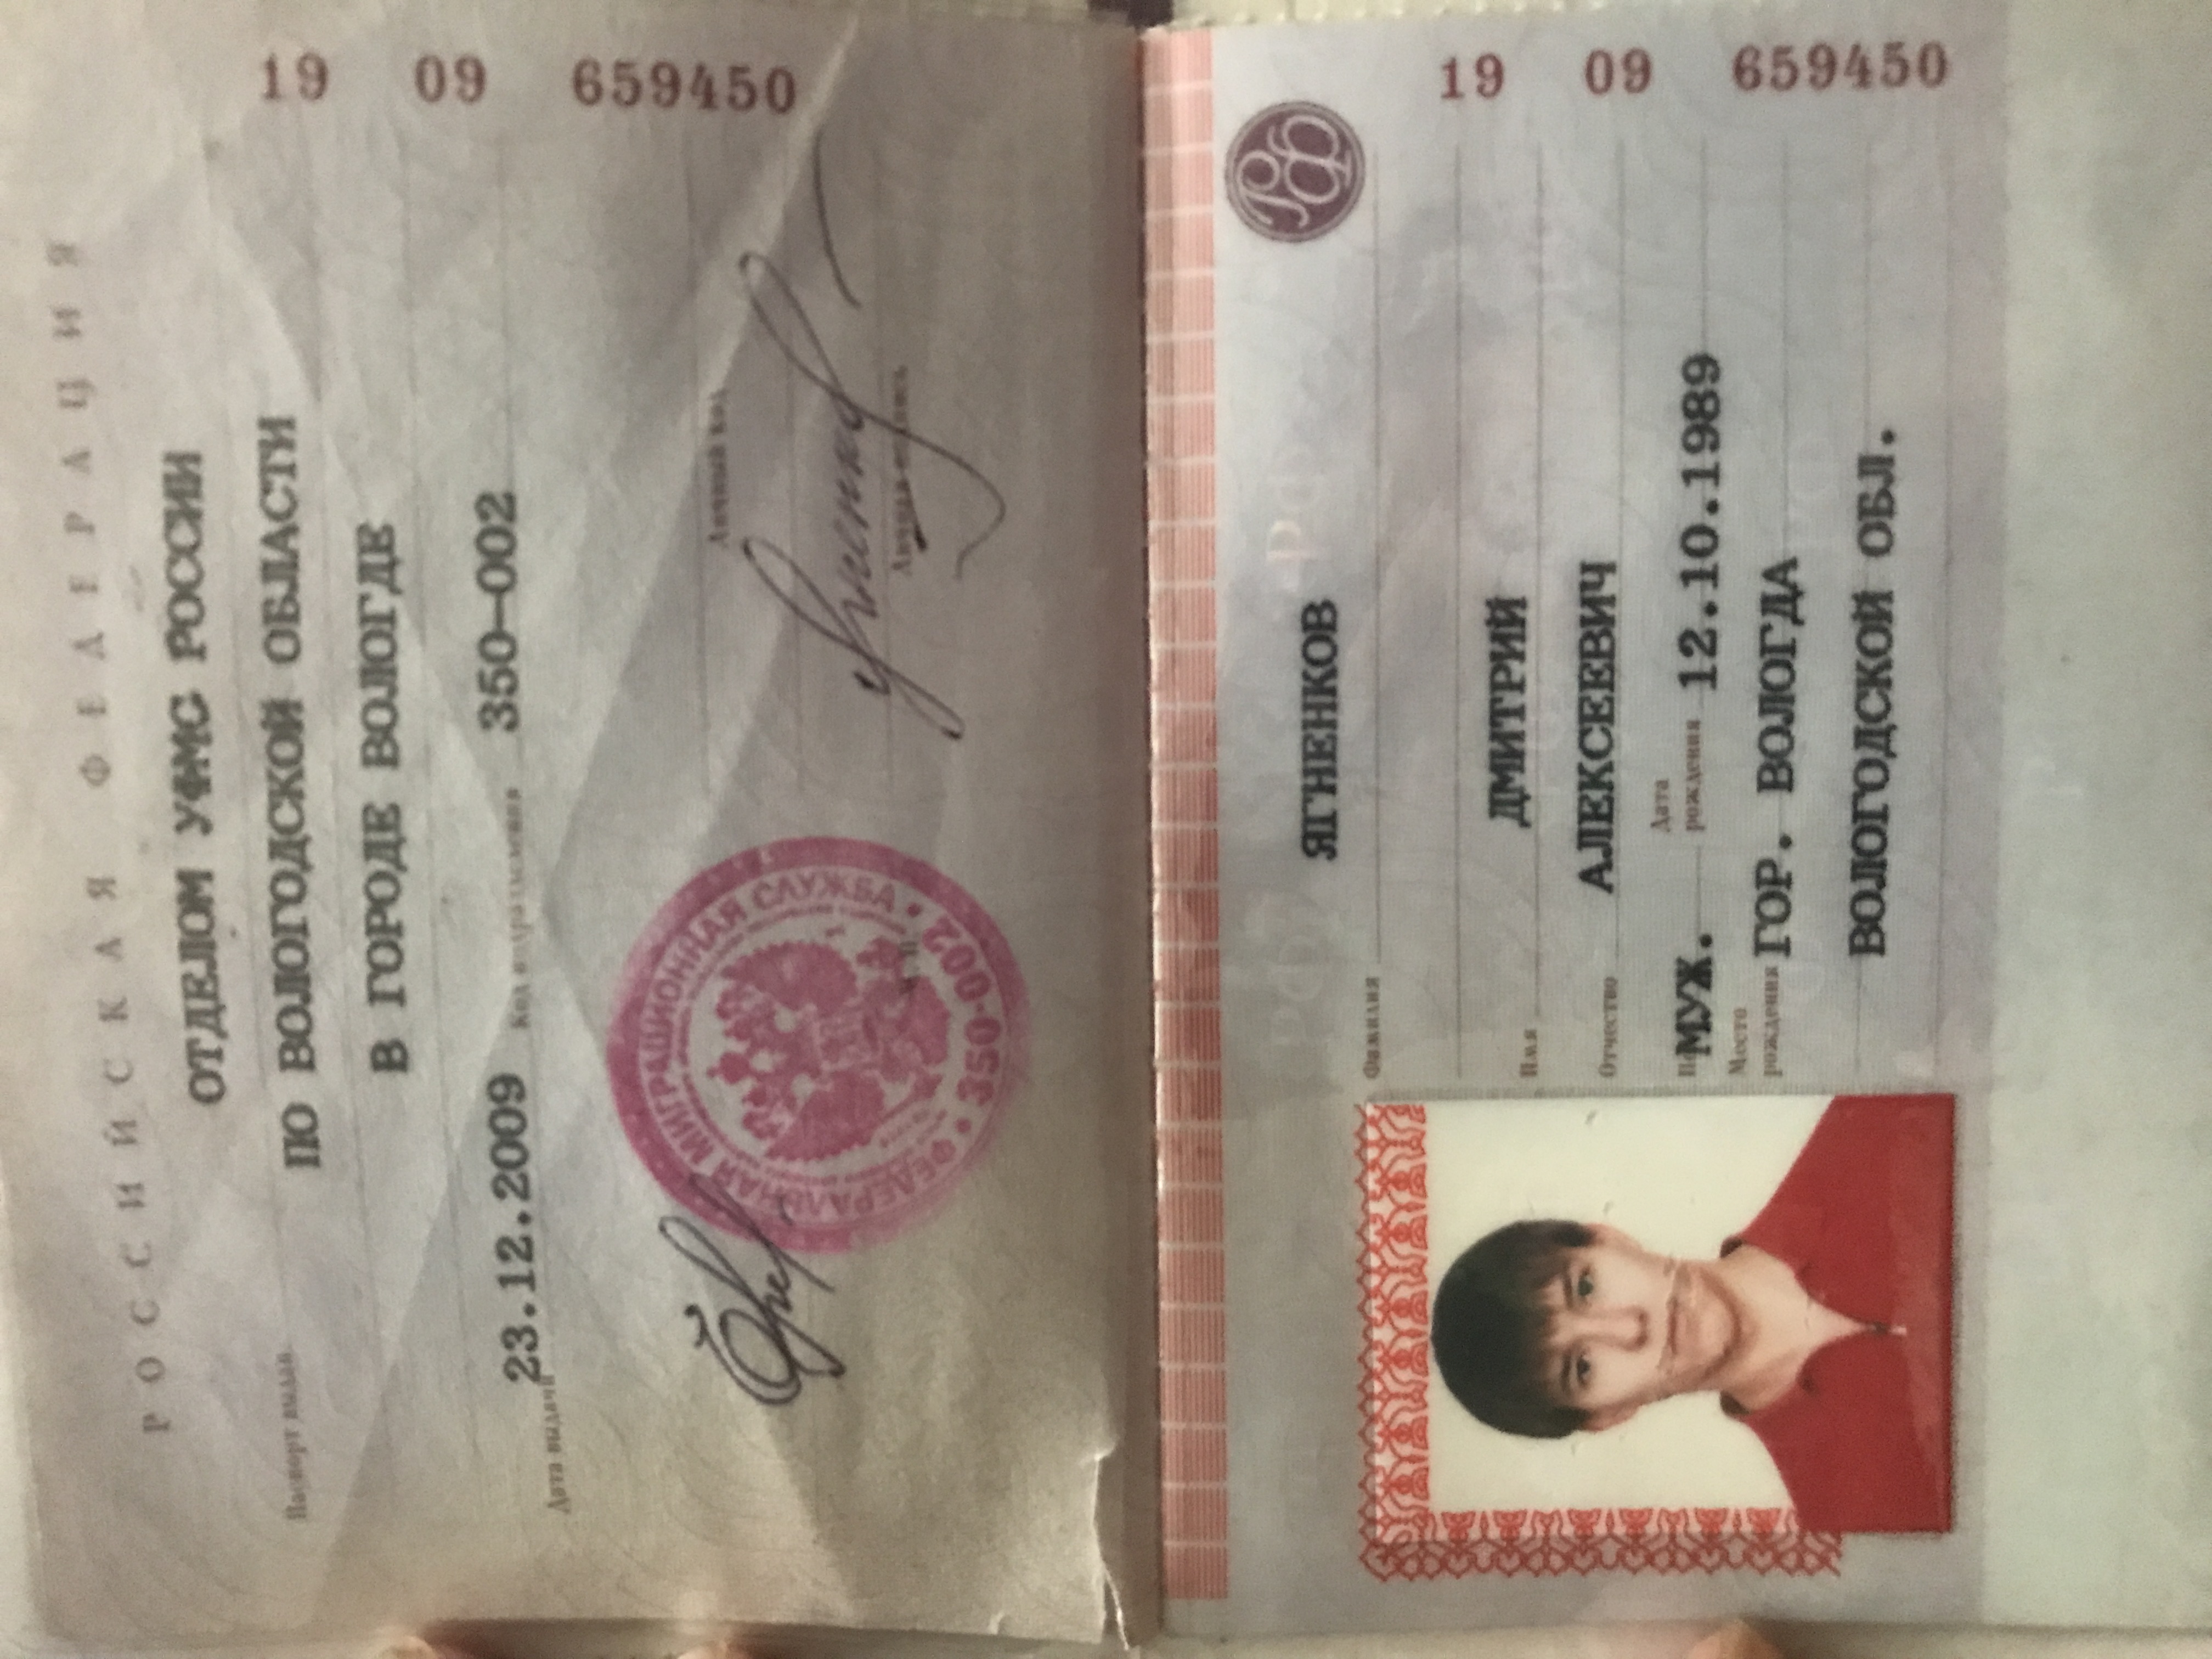 РОССИЙСКАЯ ФЕДЕРАЦИЯ
ОТДЕЛОМ УФМС РОССИИ
Паспорт выдан
ПО ВОЛОГОДСКОЙ ОБЛАСТИ
В ГОРОДЕ ВОЛОГДЕ
Дата выдачи 23.12.2009 Код подразделения 350-002
19 09 659450
Личный код
ФЕДЕРАЛЬНАЯ МИГРАЦИОННАЯ СЛУЖБА
350-002
М.П.
Ягненков
Личная подпись
РФ
ЯГНЕНКОВ
Фамилия
Имя ДМИТРИЙ
Отчество АЛЕКСЕЕВИЧ
МУЖ. Дата рождения 12.10.1989
Место рождения ГОР. ВОЛОГДА
ВОЛОГОДСКОЙ ОБЛ.
19 09 659450